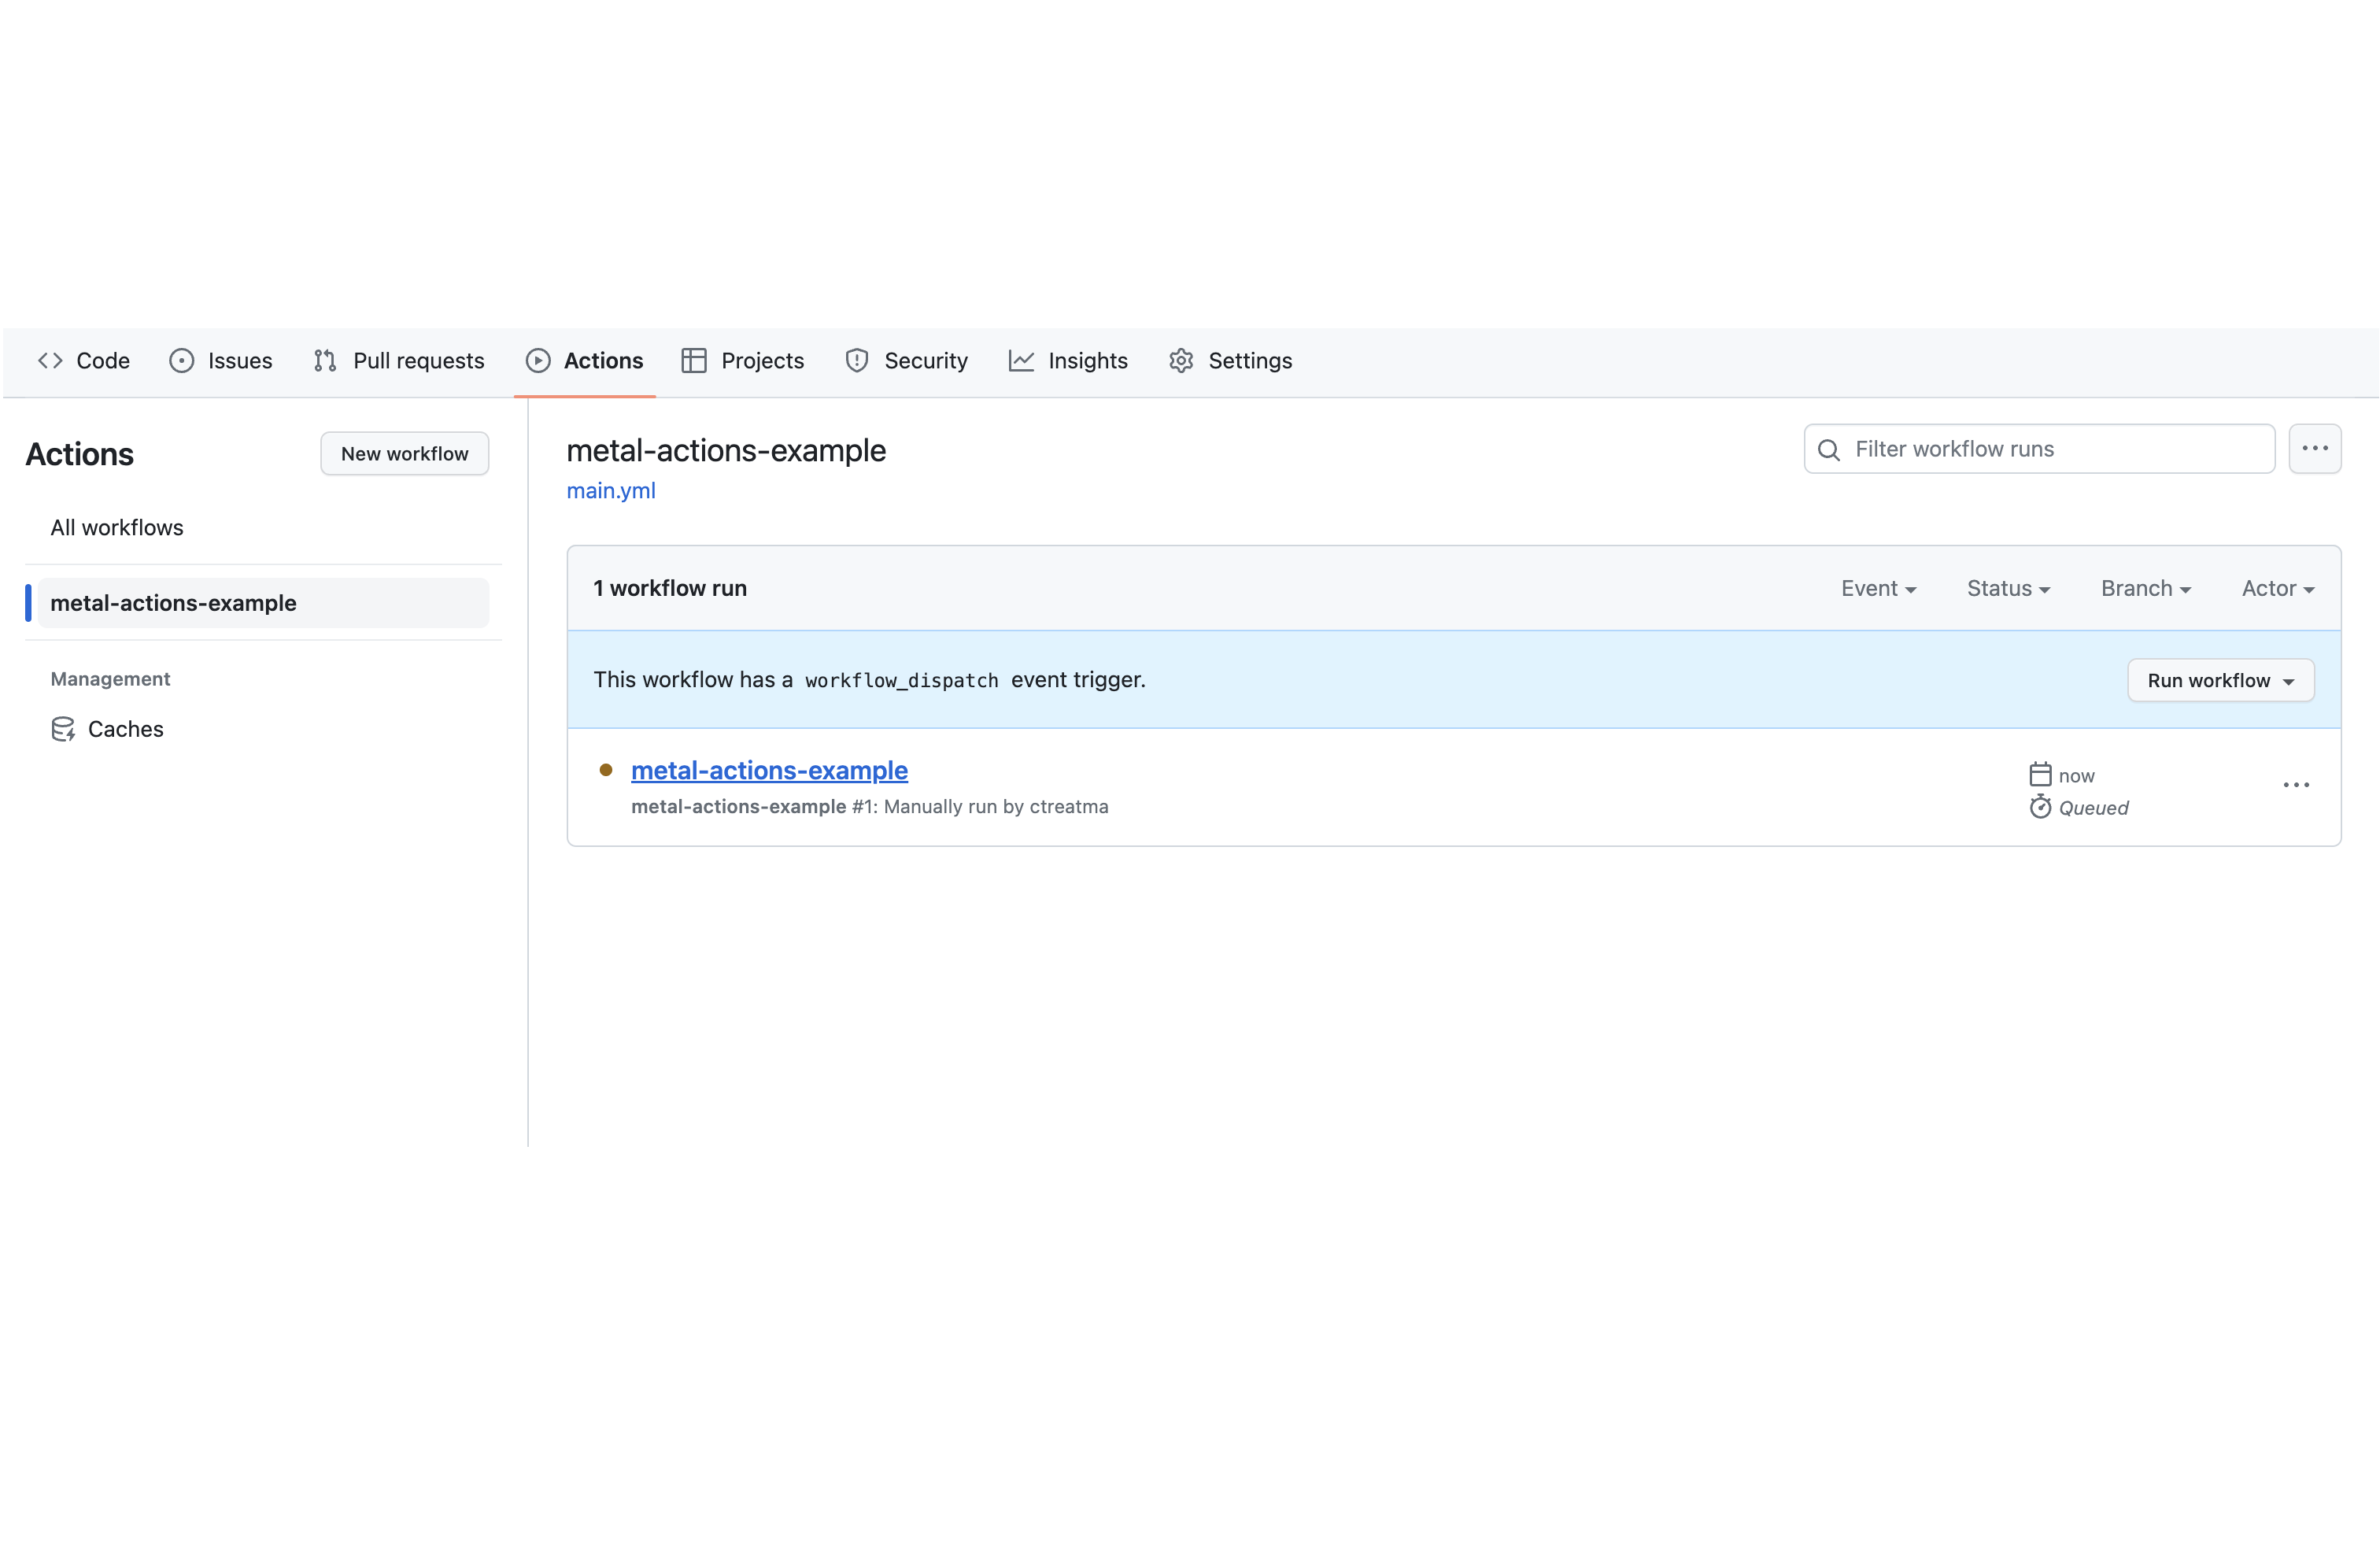 Code Issues Pull requests Actions Projects Security Insights Settings
Actions
New workflow
All workflows
metal-actions-example
Management
Caches
metal-actions-example
main.yml
Filter workflow runs
1 workflow run
Event Status Branch Actor
This workflow has a workflow_dispatch event trigger.
Run workflow
metal-actions-example
metal-actions-example #1: Manually run by ctreatma
now
Queued